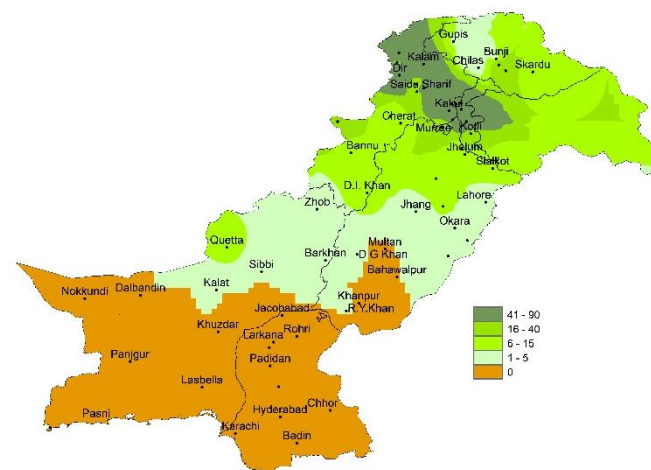 Gupis
Kalam
Bunji
Chilas
Skardu
Dir
Saidu Sharif
Kakul
Cherat
Murree
Kotli
Bannu
Jhelum
Sialkot
D.I. Khan
Zhob
Jhang
Lahore
Okara
Quetta
Multan
Barkhan
D G Khan
Sibbi
Bahawalpur
Kalat
Dalbandin
Nokkundi
Khanpur
R.Y.Khan
Jacobabad
Khuzdar
Rohri
Larkana
Panjgur
Padidan
Lasbella
Chhor
Pasni
Hyderabad
Karachi
Badin
41 - 90
16 - 40
6 - 15
1 - 5
0